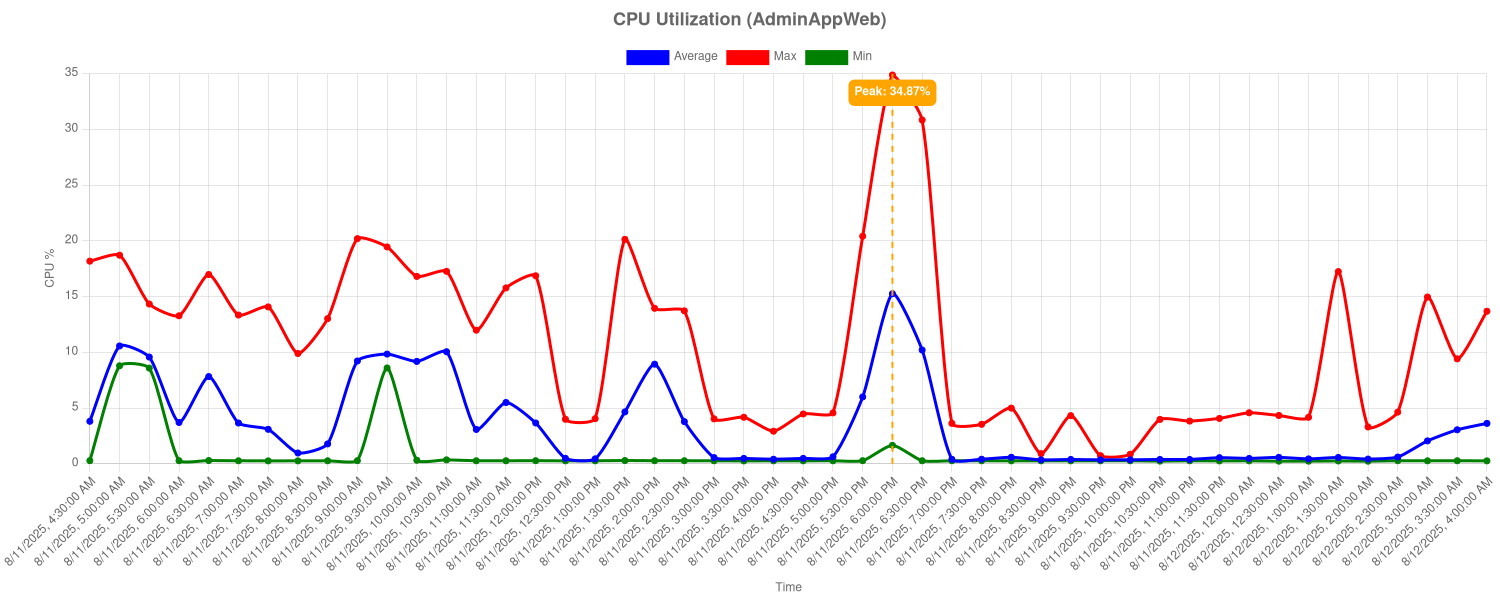 CPU Utilization (AdminAppWeb)
Average Max Min
35
Peak: 34.87%
30
25
20
15
10
5
0
CPU %
8/11/2025, 4:30:00 AM
8/11/2025, 5:00:00 AM
8/11/2025, 5:30:00 AM
8/11/2025, 6:00:00 AM
8/11/2025, 6:30:00 AM
8/11/2025, 7:00:00 AM
8/11/2025, 7:30:00 AM
8/11/2025, 8:00:00 AM
8/11/2025, 8:30:00 AM
8/11/2025, 9:00:00 AM
8/11/2025, 9:30:00 AM
8/11/2025, 10:00:00 AM
8/11/2025, 10:30:00 AM
8/11/2025, 11:00:00 AM
8/11/2025, 11:30:00 AM
8/11/2025, 12:00:00 PM
8/11/2025, 12:30:00 PM
8/11/2025, 1:00:00 PM
8/11/2025, 1:30:00 PM
8/11/2025, 2:00:00 PM
8/11/2025, 2:30:00 PM
8/11/2025, 3:00:00 PM
8/11/2025, 3:30:00 PM
8/11/2025, 4:00:00 PM
8/11/2025, 4:30:00 PM
8/11/2025, 5:00:00 PM
8/11/2025, 5:30:00 PM
8/11/2025, 6:00:00 PM
8/11/2025, 6:30:00 PM
8/11/2025, 7:00:00 PM
8/11/2025, 7:30:00 PM
8/11/2025, 8:00:00 PM
8/11/2025, 8:30:00 PM
8/11/2025, 9:00:00 PM
8/11/2025, 9:30:00 PM
8/11/2025, 10:00:00 PM
8/11/2025, 10:30:00 PM
8/11/2025, 11:00:00 PM
8/11/2025, 11:30:00 PM
8/12/2025, 12:00:00 AM
8/12/2025, 12:30:00 AM
8/12/2025, 1:00:00 AM
8/12/2025, 1:30:00 AM
8/12/2025, 2:00:00 AM
8/12/2025, 2:30:00 AM
8/12/2025, 3:00:00 AM
8/12/2025, 3:30:00 AM
8/12/2025, 4:00:00 AM
Time